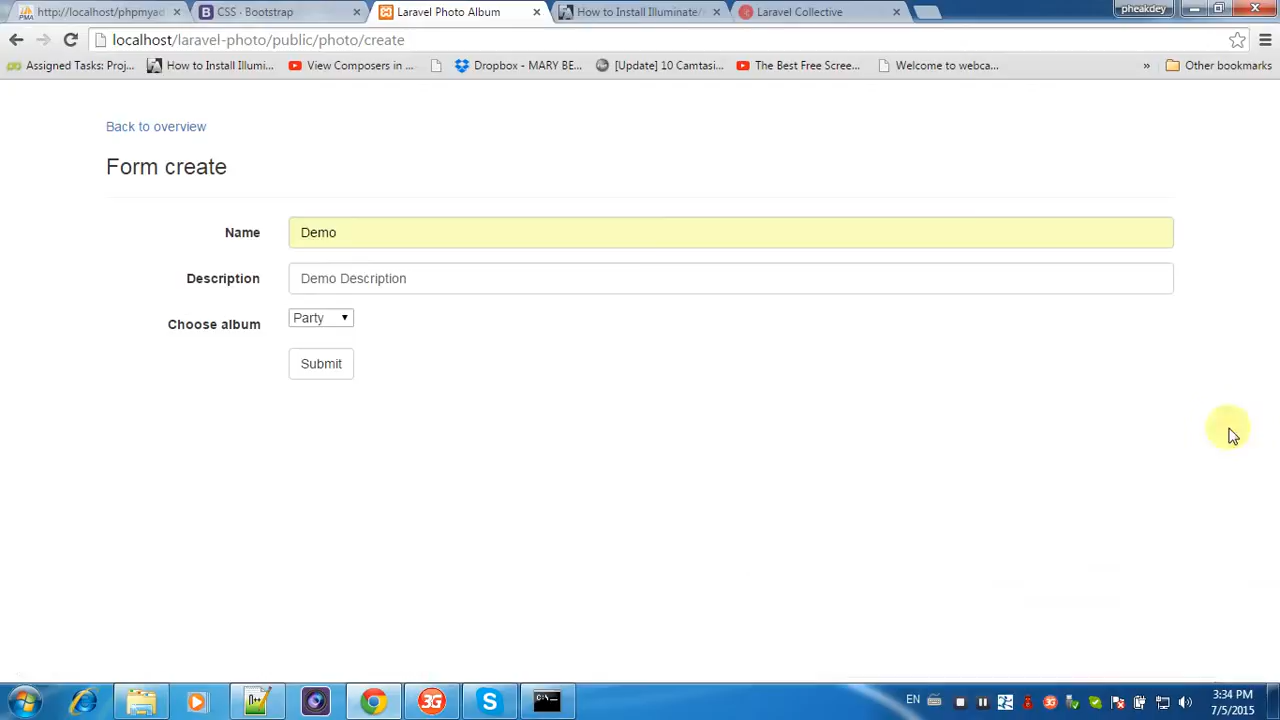 http://localhost/phpmyad
CSS · Bootstrap
Laravel Photo Album
How to Install Illuminate/
Laravel Collective
pheakdey
localhost/laravel-photo/public/photo/create
Assigned Tasks: Proj...
How to Install Illumi...
View Composers in ...
Dropbox - MARY BE...
[Update] 10 Camtasi...
The Best Free Scree...
Welcome to webca...
»
Other bookmarks
Back to overview
Form create
Name
Demo
Description
Demo Description
Choose album
Party
Submit
EN
3:34 PM
7/5/2015